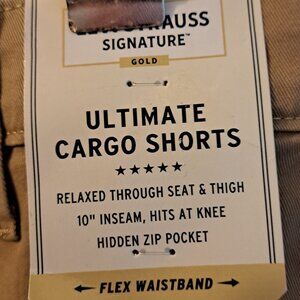 SIGNATURE™
GOLD
ULTIMATE
CARGO SHORTS
★★★★★
RELAXED THROUGH SEAT & THIGH
10" INSEAM, HITS AT KNEE
HIDDEN ZIP POCKET
← FLEX WAISTBAND →